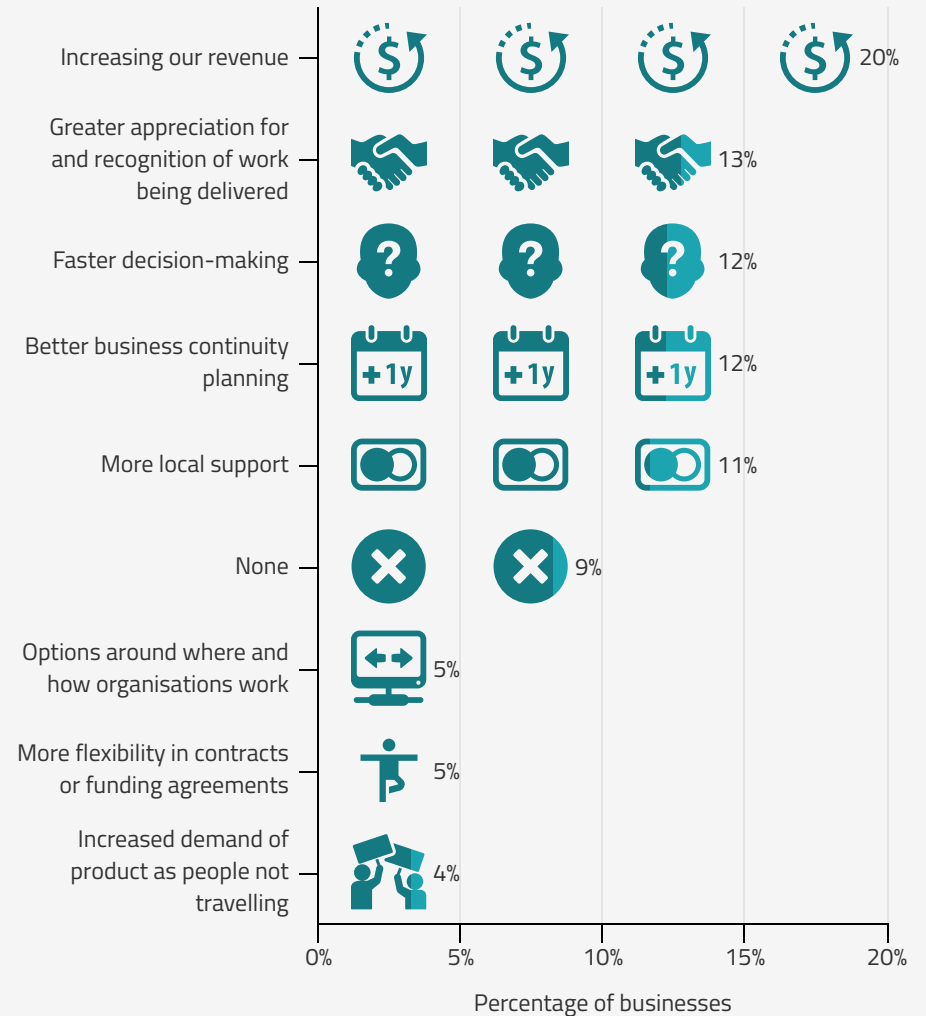 Increasing our revenue
$ $ $ $
20%
Greater appreciation for
and recognition of work
being delivered
13%
Faster decision-making
? ? ?
12%
Better business continuity
planning
+1y +1y +1y
12%
More local support
11%
None
9%
Options around where and
how organisations work
5%
More flexibility in contracts
or funding agreements
5%
Increased demand of
product as people not
travelling
4%
0% 5% 10% 15% 20%
Percentage of businesses